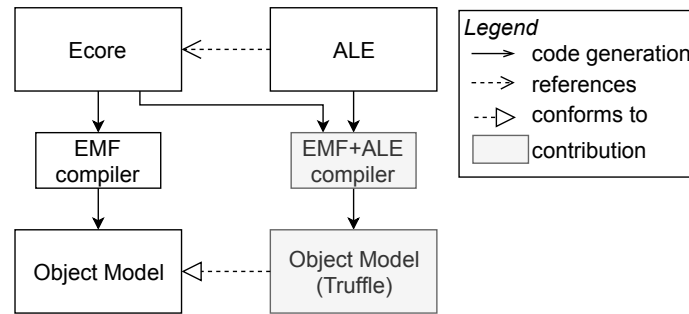 Ecore
ALE
EMF
compiler
EMF+ALE
compiler
Object Model
Object Model
(Truffle)
Legend
code generation
references
conforms to
contribution